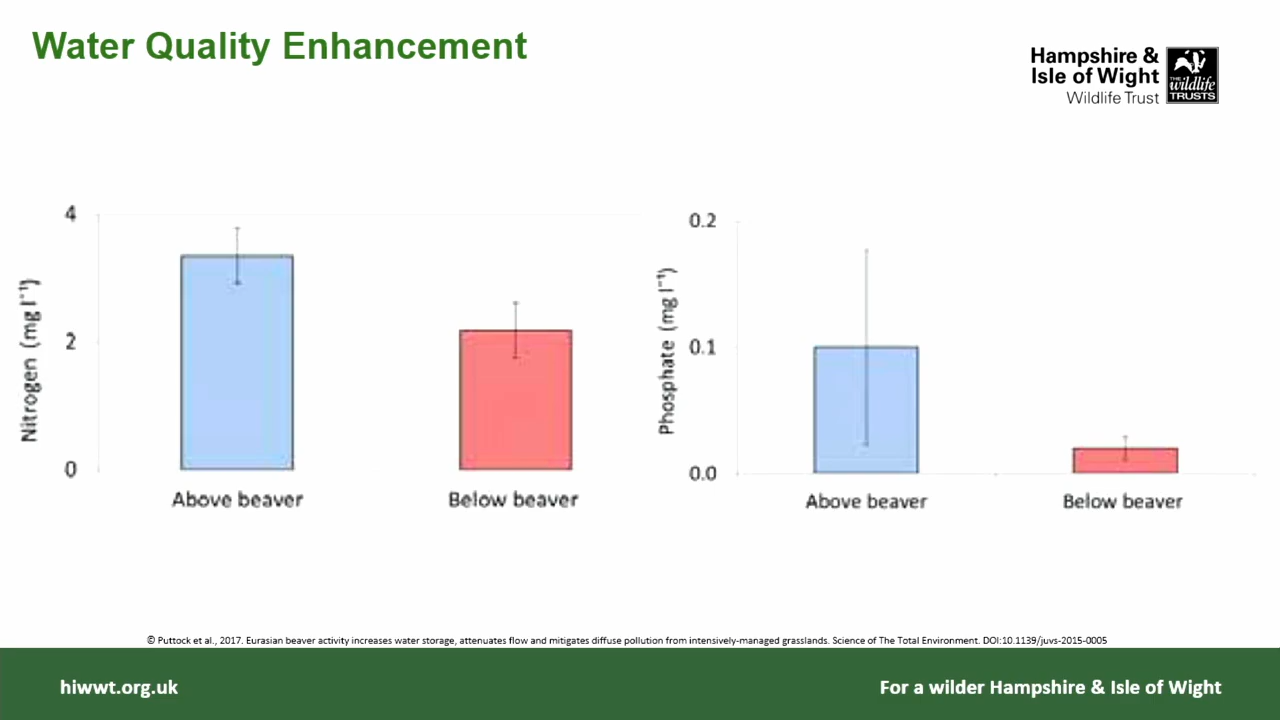 Water Quality Enhancement
Hampshire &
Isle of Wight
Wildlife Trust
THE
wildlife
TRUSTS
4
2
0
Nitrogen (mg l⁻¹)
Above beaver
Below beaver
0.2
0.1
0.0
Phosphate (mg l⁻¹)
Above beaver
Below beaver
© Puttock et al., 2017. Eurasian beaver activity increases water storage, attenuates flow and mitigates diffuse pollution from intensively-managed grasslands. Science of The Total Environment. DOI:10.1139/juvs-2015-0005
hiwwt.org.uk
For a wilder Hampshire & Isle of Wight